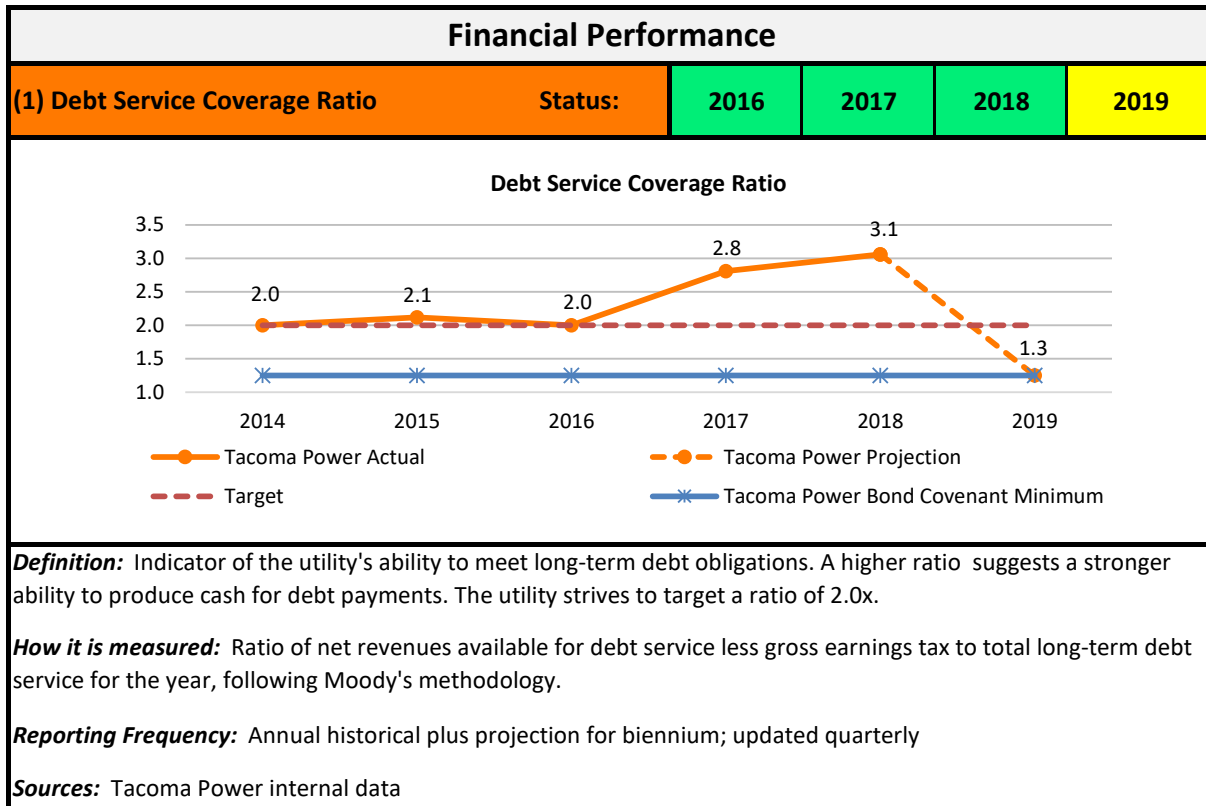 Financial Performance
(1) Debt Service Coverage Ratio Status: 2016 2017 2018 2019
Debt Service Coverage Ratio
3.5
3.0
2.5
2.0
1.5
1.0
2.0
2.1
2.0
2.8
3.1
1.3
2014 2015 2016 2017 2018 2019
Tacoma Power Actual Tacoma Power Projection
Target Tacoma Power Bond Covenant Minimum
Definition: Indicator of the utility's ability to meet long-term debt obligations. A higher ratio suggests a stronger
ability to produce cash for debt payments. The utility strives to target a ratio of 2.0x.
How it is measured: Ratio of net revenues available for debt service less gross earnings tax to total long-term debt
service for the year, following Moody's methodology.
Reporting Frequency: Annual historical plus projection for biennium; updated quarterly
Sources: Tacoma Power internal data